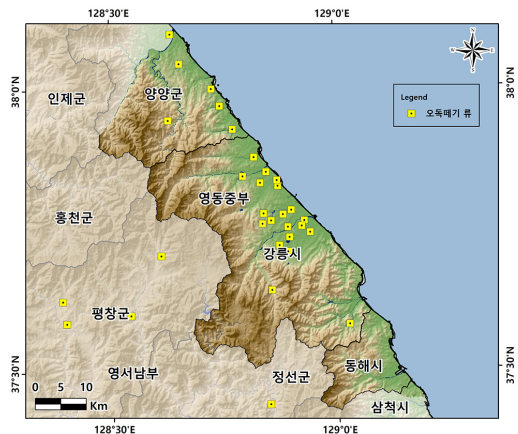 128°30'E 129°0'E
38°0'N 38°0'N
인제군 양양군
Legend
오독떼기 류
영동중부
홍천군
강릉시
평창군
37°30'N 37°30'N
영서남부 정선군 동해시
0 5 10
Km
삼척시
128°30'E 129°0'E